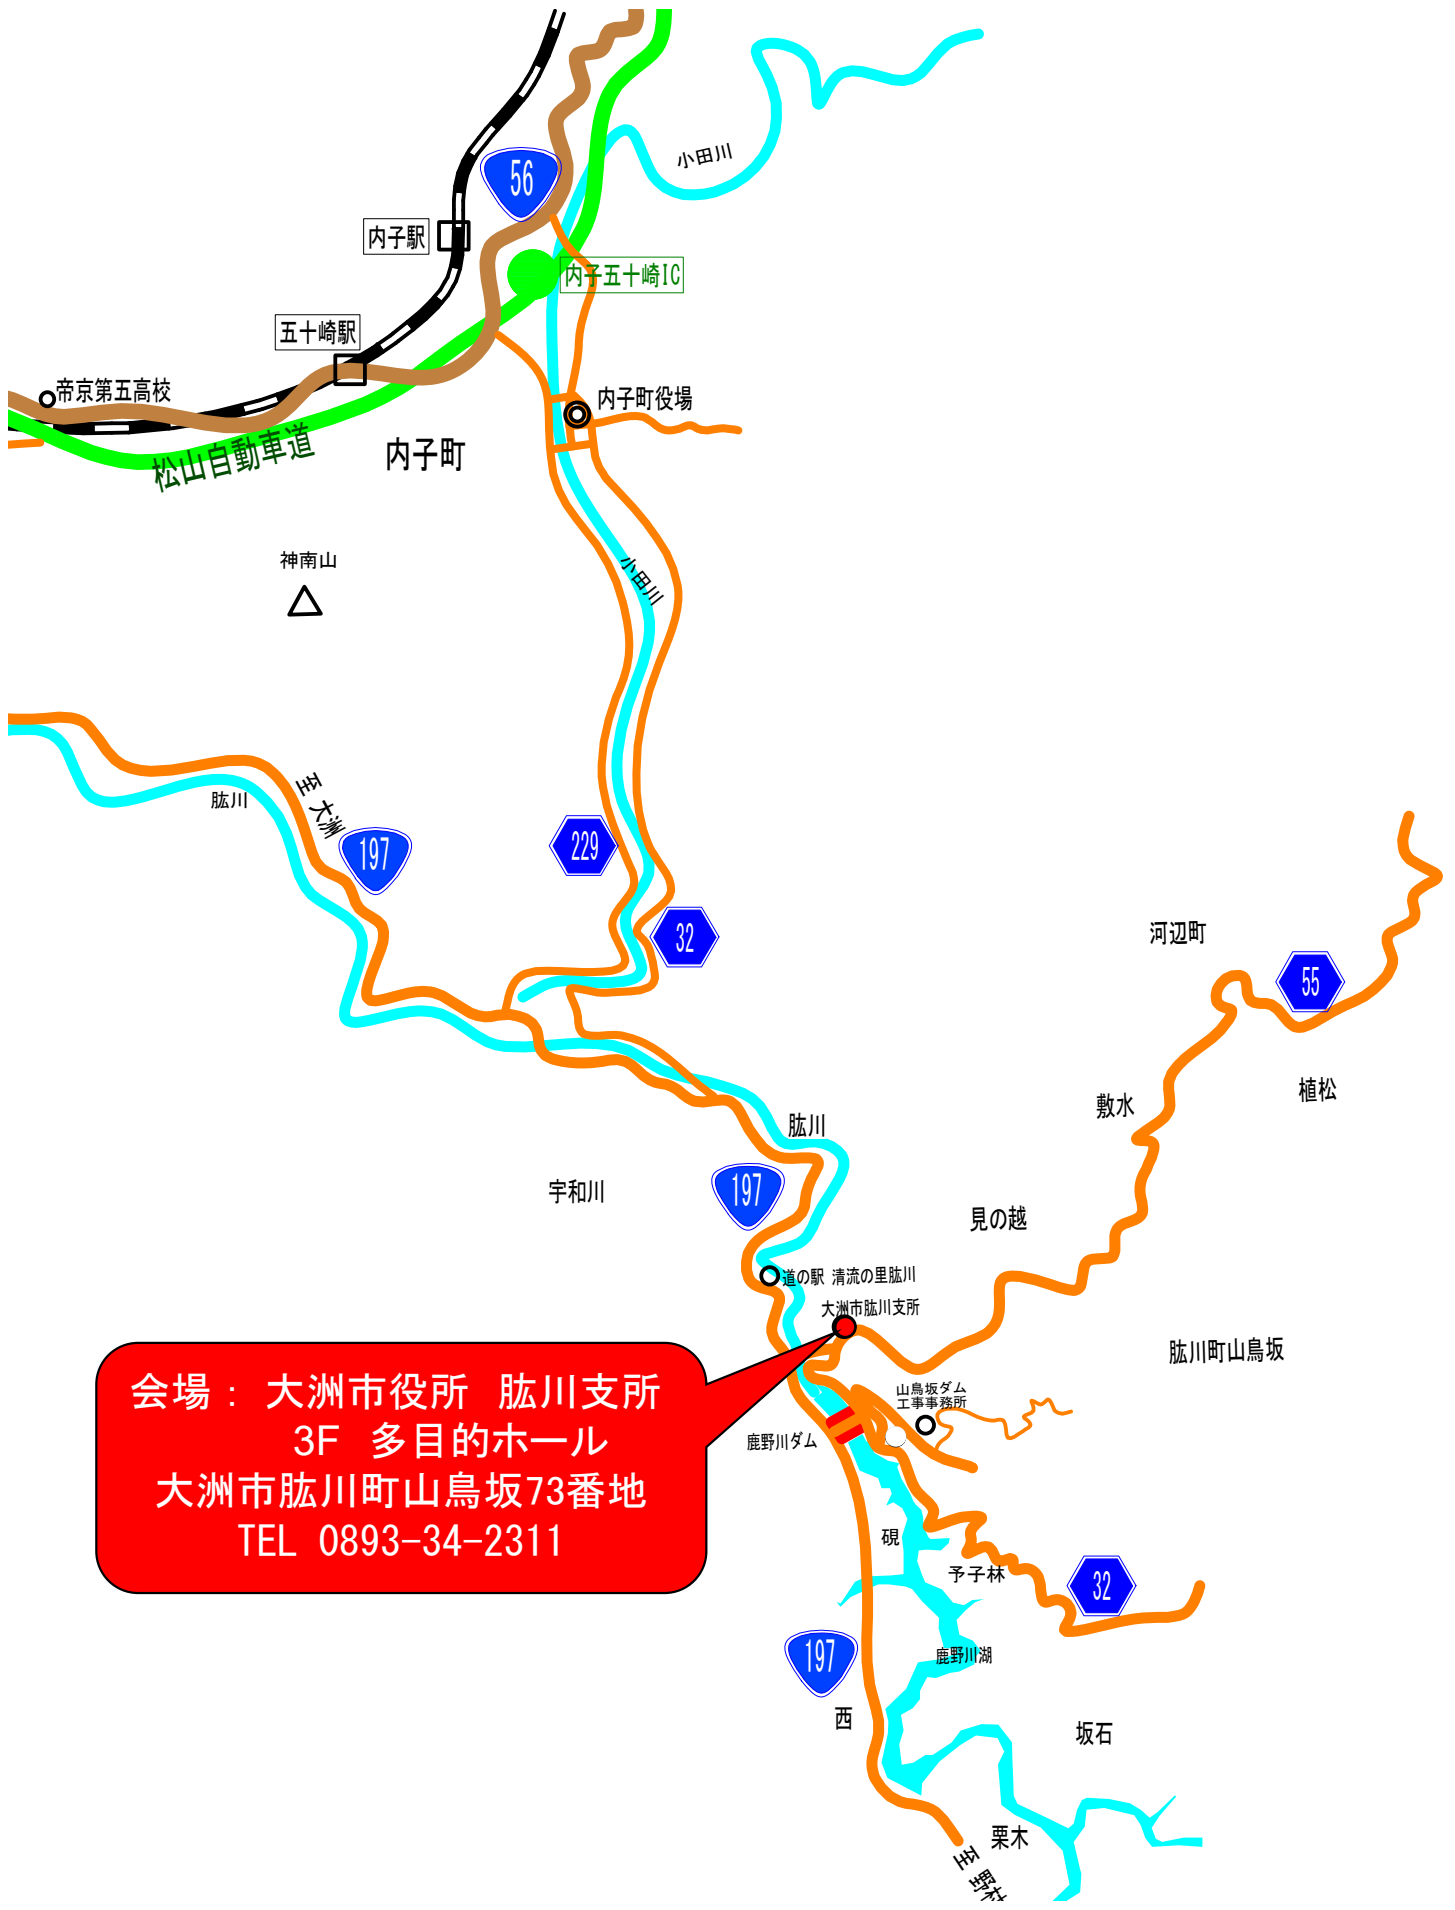 小田川
56
内子駅
内子五十崎IC
五十崎駅
帝京第五高校
内子町役場
松山自動車道
内子町
神南山
小田川
至 大洲
肱川
197
229
32
河辺町
55
植松
敷水
肱川
宇和川
197
見の越
道の駅 清流の里肱川
大洲市肱川支所
肱川町山鳥坂
会場： 大洲市役所 肱川支所
3F 多目的ホール
大洲市肱川町山鳥坂73番地
TEL 0893-34-2311
山鳥坂ダム
工事事務所
鹿野川ダム
硯
予子林
32
197
鹿野川湖
西
坂石
栗木
至 野村